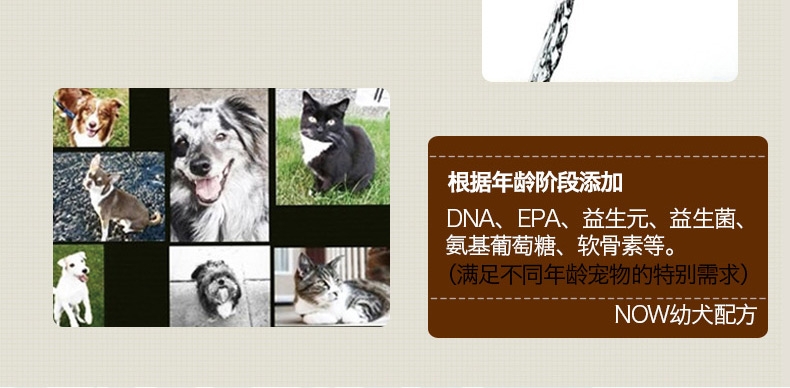 根据年龄阶段添加
DNA、EPA、益生元、益生菌、
氨基葡萄糖、软骨素等。
（满足不同年龄宠物的特别需求）
NOW幼犬配方